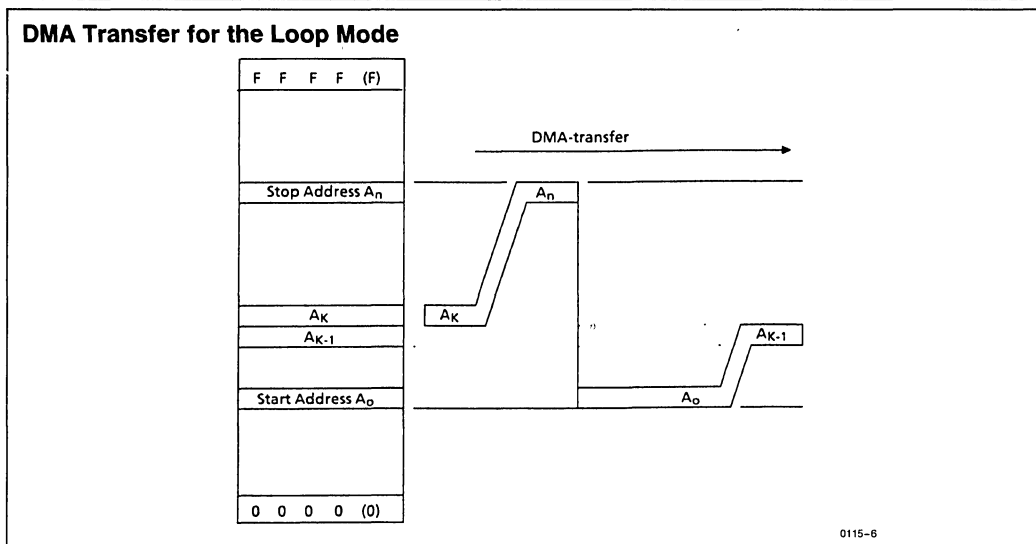 DMA Transfer for the Loop Mode
F F F F (F)
DMA-transfer
Stop Address An
An
AK
AK
AK-1
AK-1
Start Address Ao
Ao
0 0 0 0 (0)
0115-6